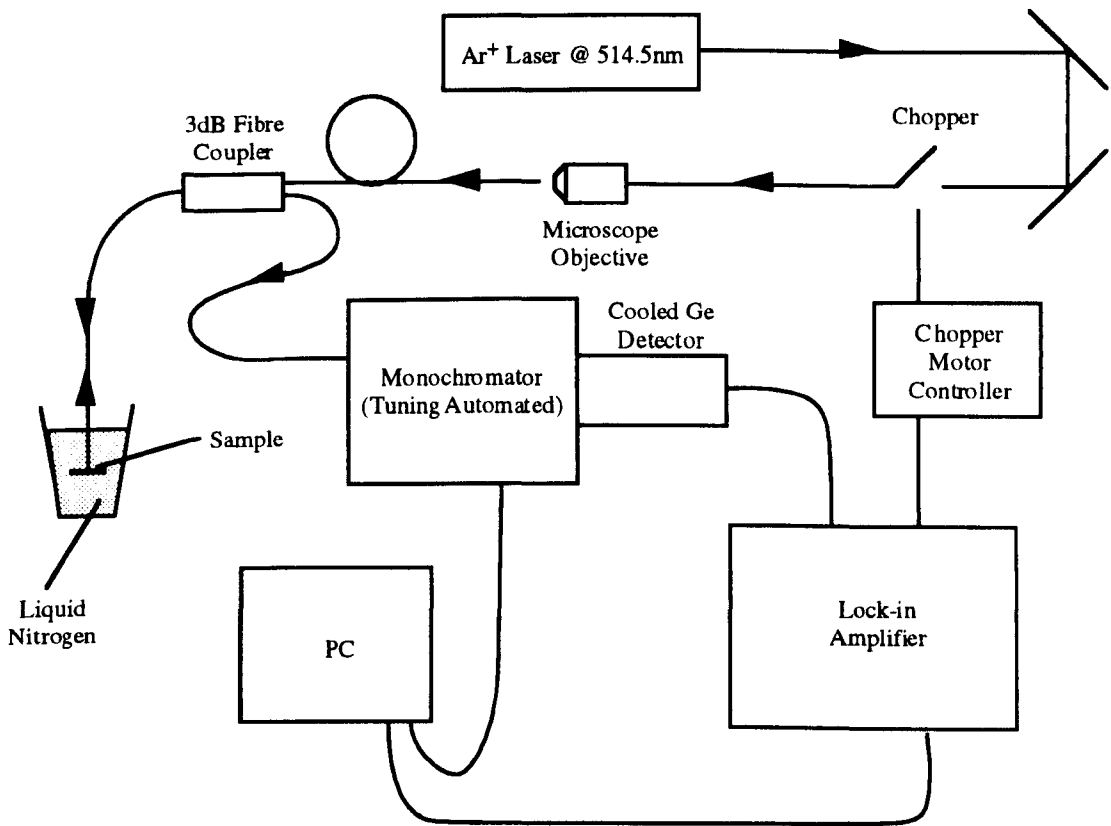 Ar+ Laser @ 514.5nm
3dB Fibre
Coupler
Chopper
Microscope
Objective
Cooled Ge
Detector
Chopper
Motor
Controller
Monochromator
(Tuning Automated)
Sample
Liquid
Nitrogen
PC
Lock-in
Amplifier